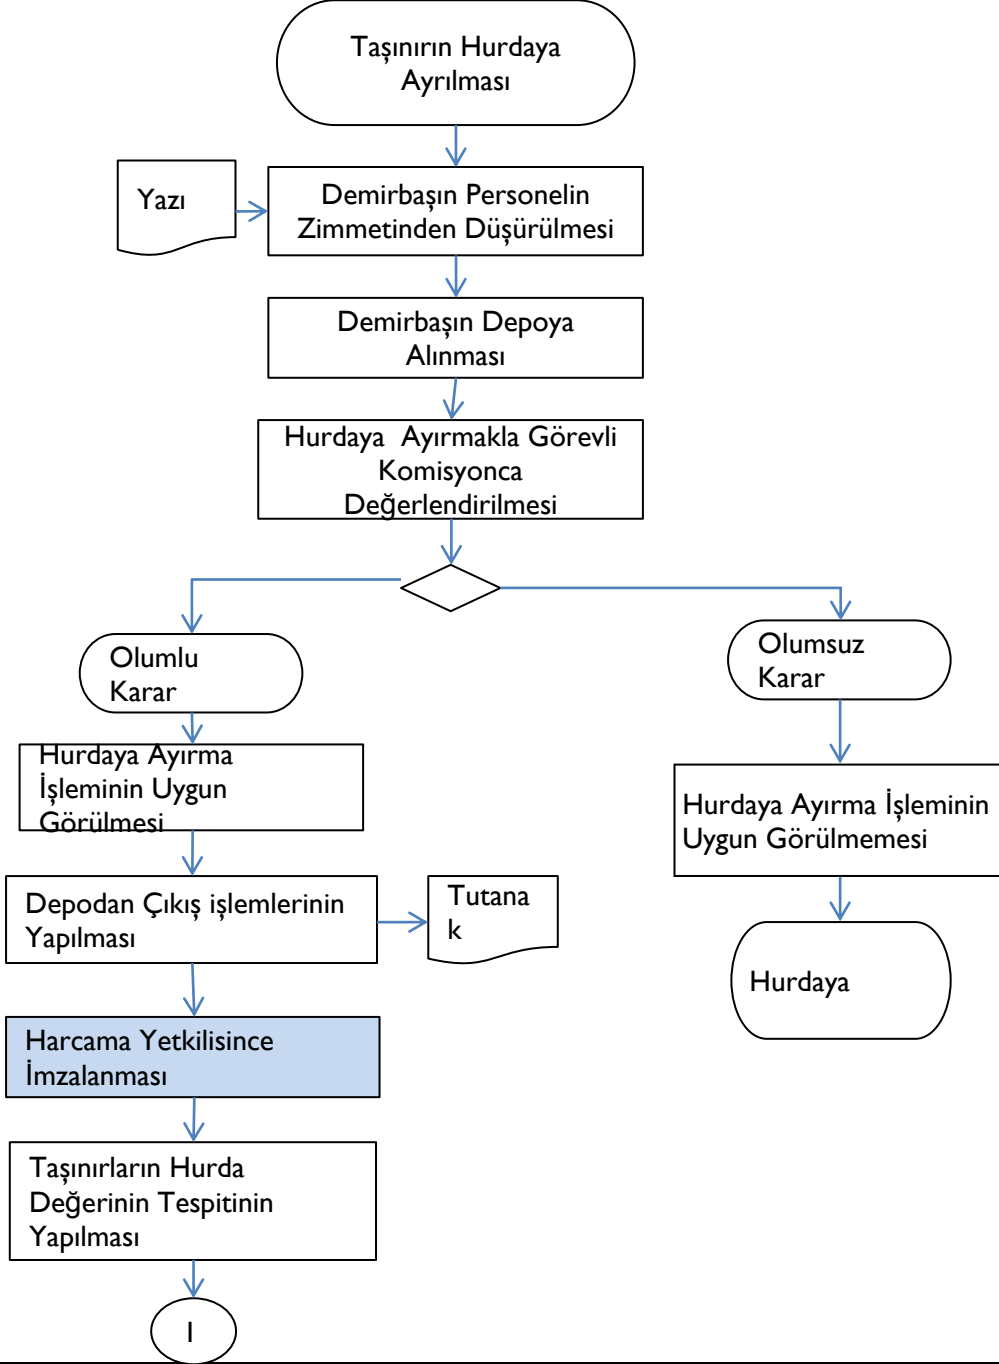 Taşınırın Hurdaya
Ayrılması
Yazı
Demirbaşın Personelin
Zimmetinden Düşürülmesi
Demirbaşın Depoya
Alınması
Hurdaya Ayırmakla Görevli
Komisyonca
Değerlendirilmesi
Olumlu
Karar
Olumsuz
Karar
Hurdaya Ayırma
İşleminin Uygun
Görülmesi
Hurdaya Ayırma İşleminin
Uygun Görülmemesi
Depodan Çıkış işlemlerinin
Yapılması
Tutana
k
Hurdaya
Harcama Yetkilisince
İmzalanması
Taşınırların Hurda
Değerinin Tespitinin
Yapılması
1